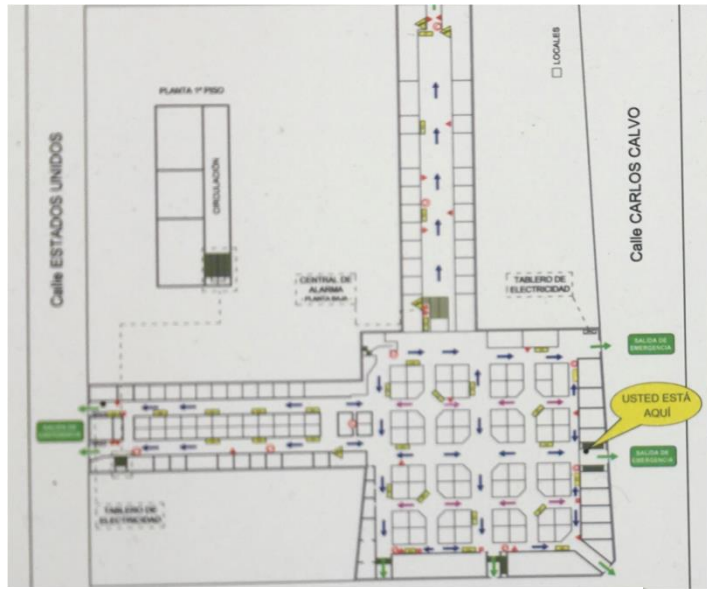 PLANTA 1º PISO
CIRCULACIÓN
Calle ESTADOS UNIDOS
LOCALES
Calle CARLOS CALVO
CENTRAL DE
ALARMA
PLANTA BAJA
TABLERO DE
ELECTRICIDAD
SALIDA DE
EMERGENCIA
USTED ESTÁ
AQUÍ
SALIDA DE
EMERGENCIA
SALIDA DE
EMERGENCIA
TABLERO DE
ELECTRICIDAD